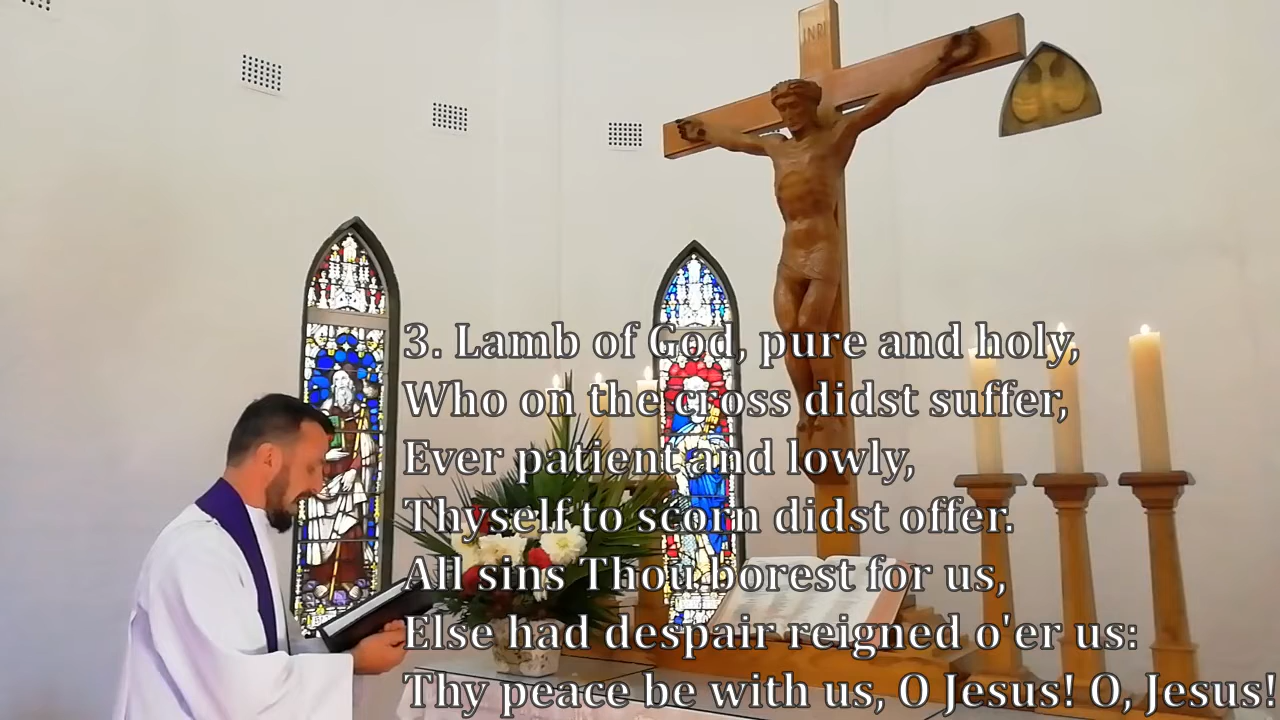 INRI
3. Lamb of God, pure and holy,
Who on the cross didst suffer,
Ever patient and lowly,
Thyself to scorn didst offer.
All sins Thou borest for us,
Else had despair reigned o'er us:
Thy peace be with us, O Jesus! O, Jesus!